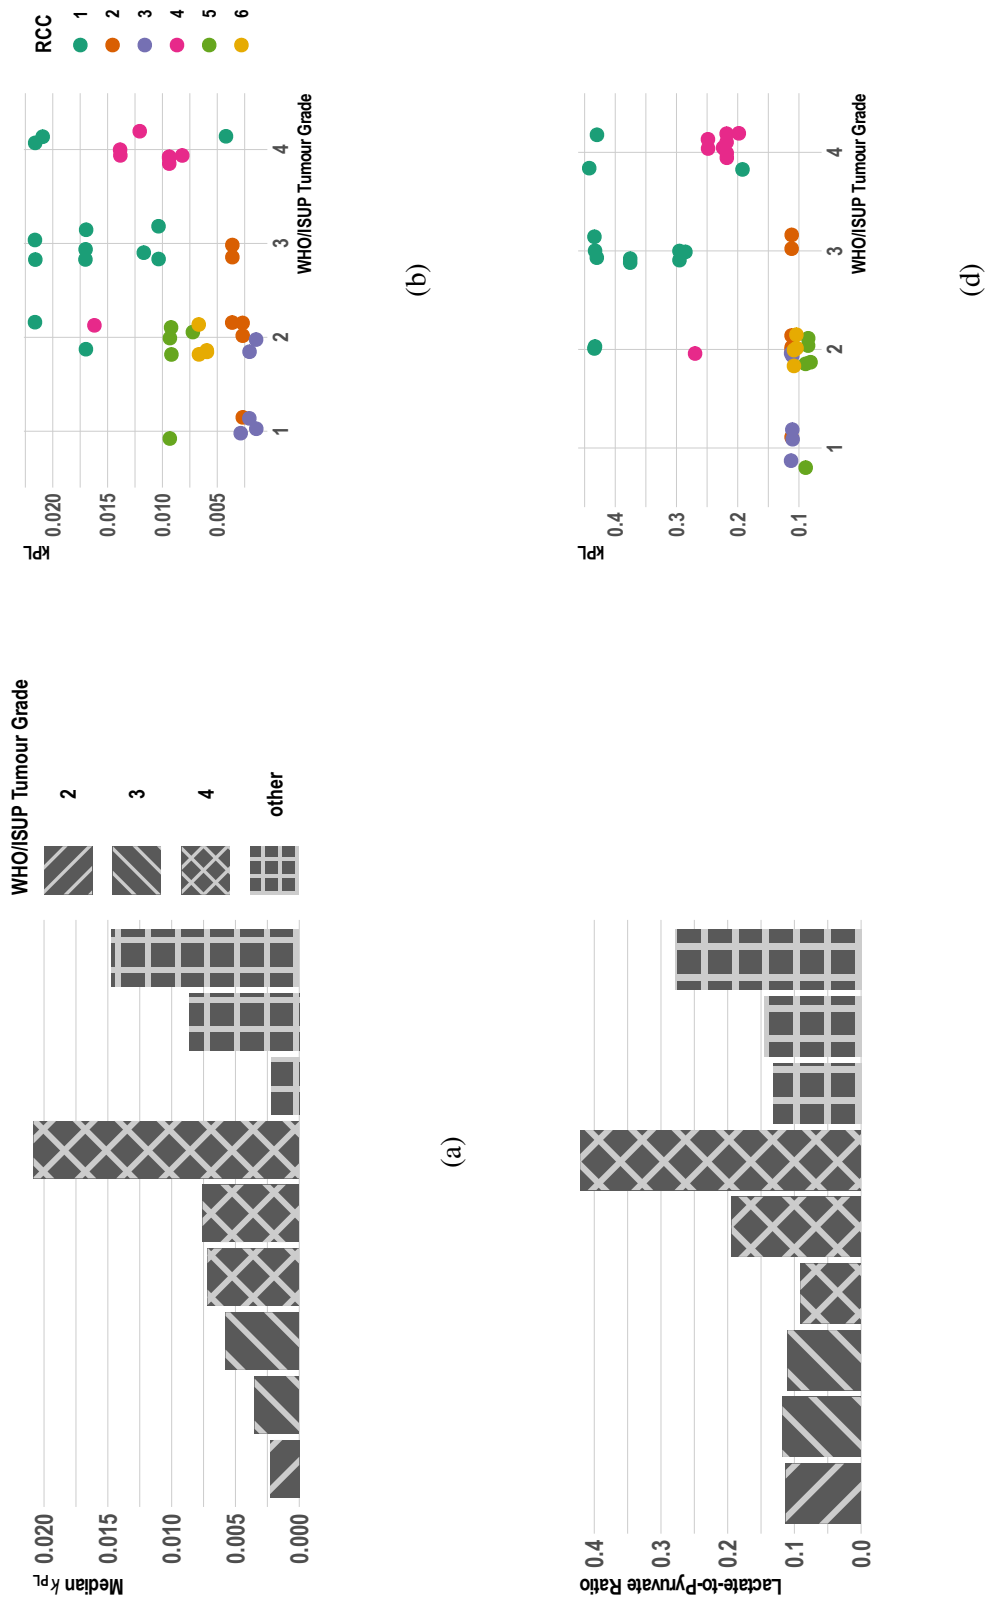 Median kPL
0.020
0.015
0.010
0.005
0.000
WHO/ISUP Tumour Grade
2
3
4
other
(a)
kPL
0.020
0.015
0.010
0.005
1
2
3
4
WHO/ISUP Tumour Grade
RCC
1
2
3
4
5
6
(b)
Lactate-to-Pyruvate Ratio
0.4
0.3
0.2
0.1
0.0
kPL
0.4
0.3
0.2
0.1
1
2
3
4
WHO/ISUP Tumour Grade
(d)